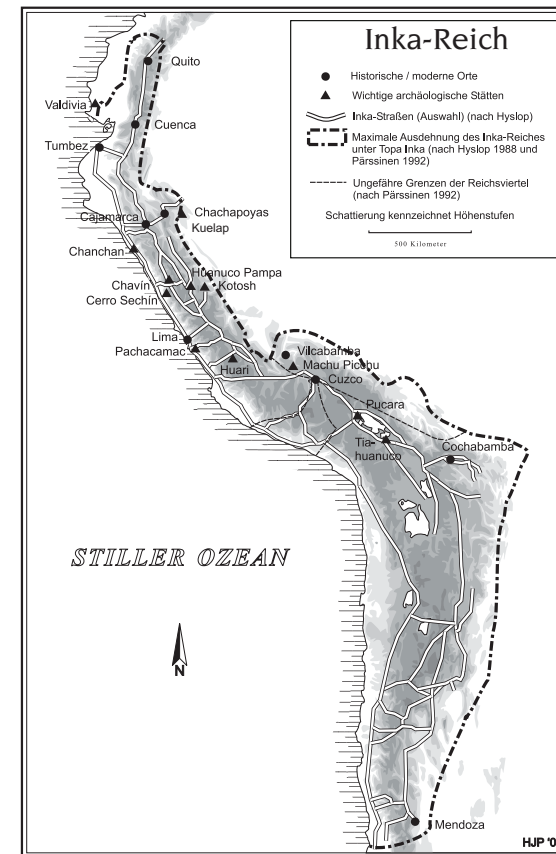 Inka-Reich
Historische / moderne Orte
Wichtige archäologische Stätten
Inka-Straßen (Auswahl) (nach Hyslop)
Maximale Ausdehnung des Inka-Reiches
unter Topa Inka (nach Hyslop 1988 und
Pärssinen 1992)
Ungefähre Grenzen der Reichsviertel
(nach Pärssinen 1992)
Schattierung kennzeichnet Höhenstufen
500 Kilometer
Quito
Valdivia
Cuenca
Tumbez
Chachapoyas
Cajamarca
Kuelap
Chanchan
Huanuco Pampa
Chavín
Kotosh
Cerro Sechín
Lima
Vilcabamba
Pachacamac
Machu Picchu
Huari
Cuzco
Pucara
Tia-
huanuco
Cochabamba
STILLER OZEAN
N
Mendoza
HJP '0